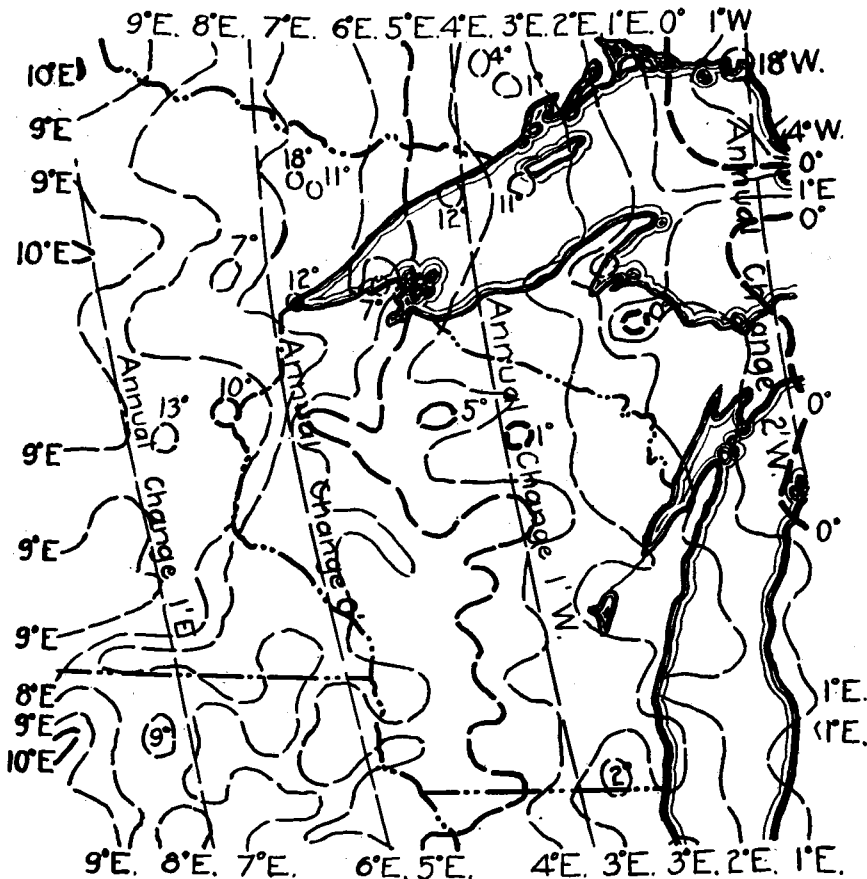 9°E. 8°E. 7°E. 6°E. 5°E. 4°E. 3°E. 2°E. 1°E. 0° 1°W
10°E
4°
1°
18°W.
9°E
4°W.
18°
11°
11°
12°
0°
9°E
1°E
0°
10°E
7°
12°
7°
Annual Change 1'E
Annual Change 0'
Annual Change 1'W.
Annual Change 2'W.
10°
13°
5°
0°
9°E
9°E
0°
9°E
8°E
9°E
10°E
9°
2°
1°E.
1°E.
9°E. 8°E. 7°E. 6°E. 5°E. 4°E. 3°E. 3°E. 2°E. 1°E.